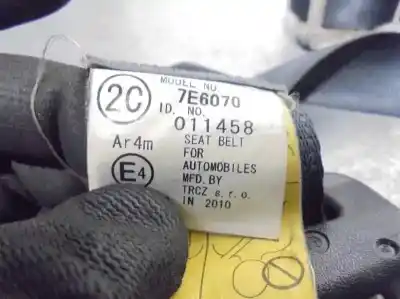 2C
MODEL NO.
7E6070
ID. NO.
011458
Ar4m
SEAT BELT
FOR
AUTOMOBILES
E4
MFD. BY
TRCZ s.r.o.
IN 2010